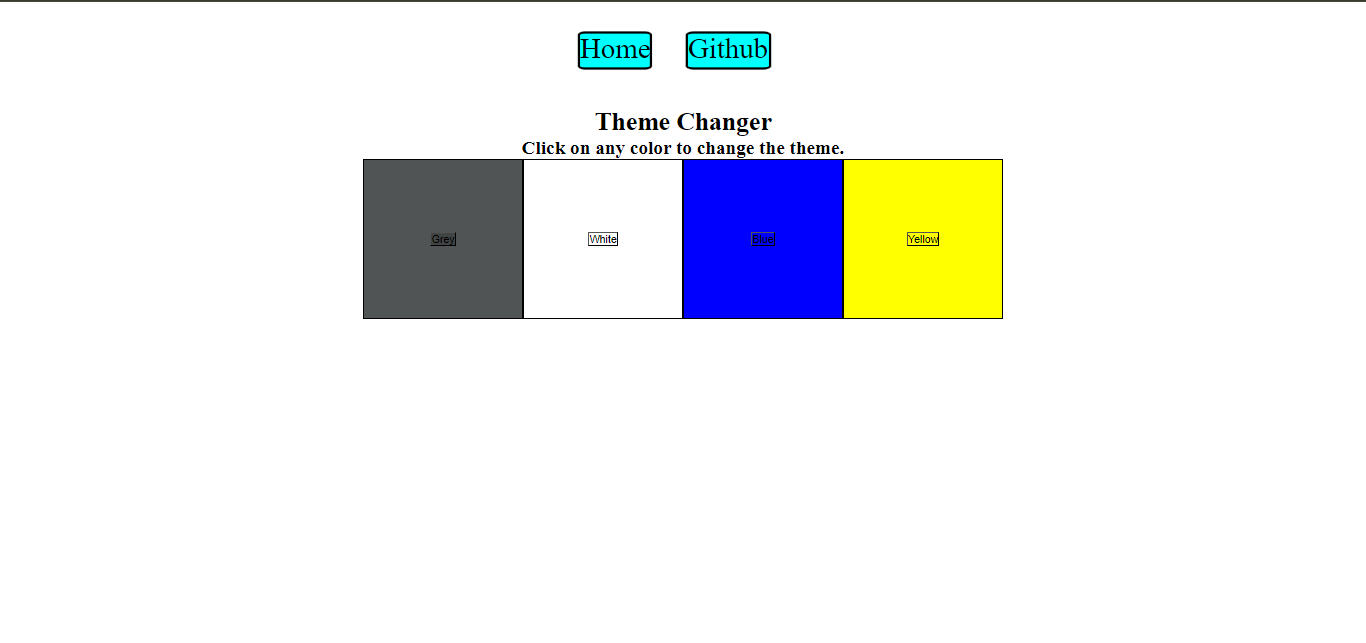 Home Github
Theme Changer
Click on any color to change the theme.
Grey White Blue Yellow